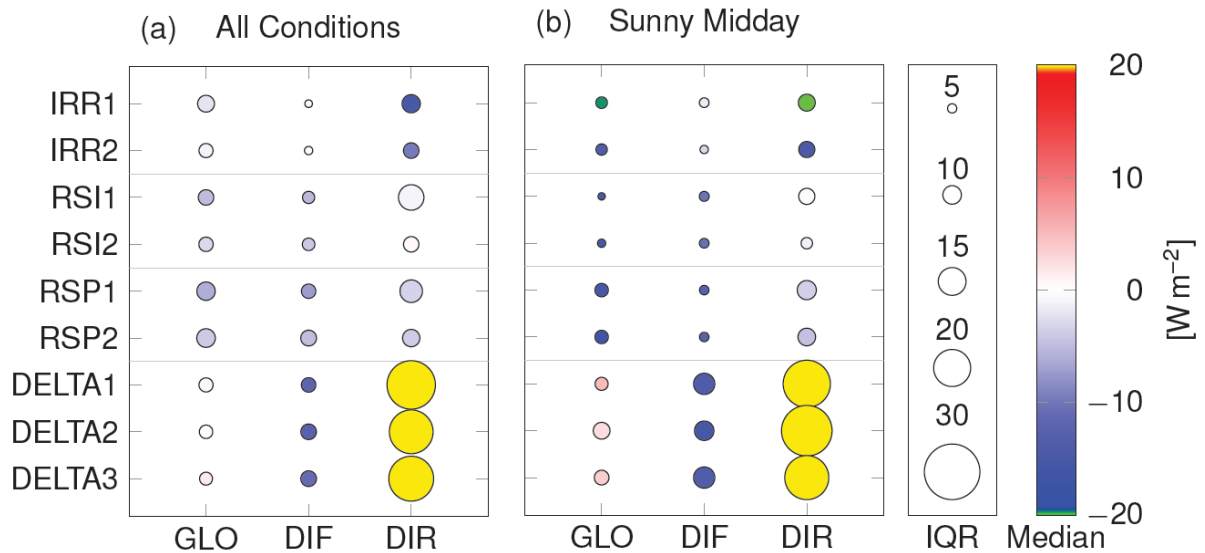 (a) All Conditions
(b) Sunny Midday
IRR1
IRR2
RSI1
RSI2
RSP1
RSP2
DELTA1
DELTA2
DELTA3
GLO DIF DIR
GLO DIF DIR
5
10
15
20
30
IQR
20
10
0
−10
−20
Median
[W m−2]